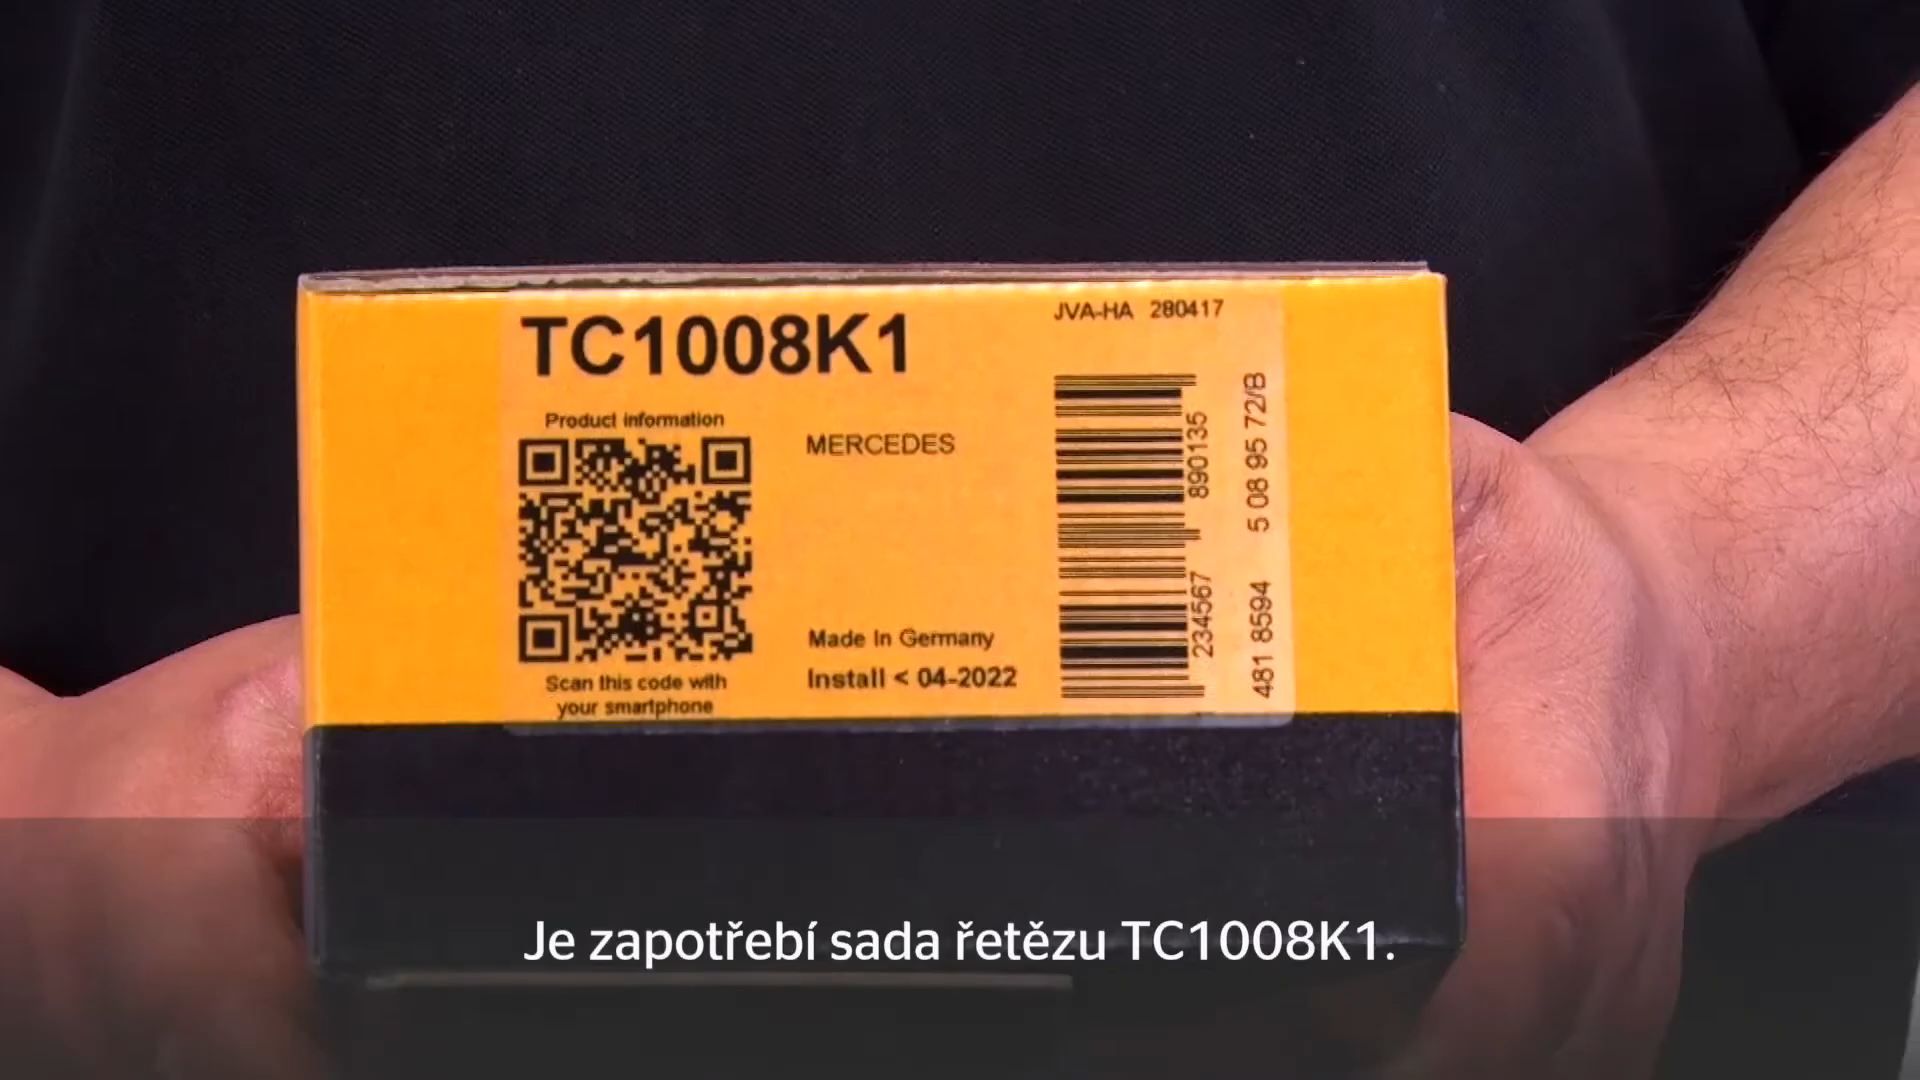 TC1008K1
JVA-HA 280417
Product information
MERCEDES
Made In Germany
Install < 04-2022
Scan this code with
your smartphone
2234567 890135
481 8594 5 08 95 72/B
Je zapotřebí sada řetězu TC1008K1.